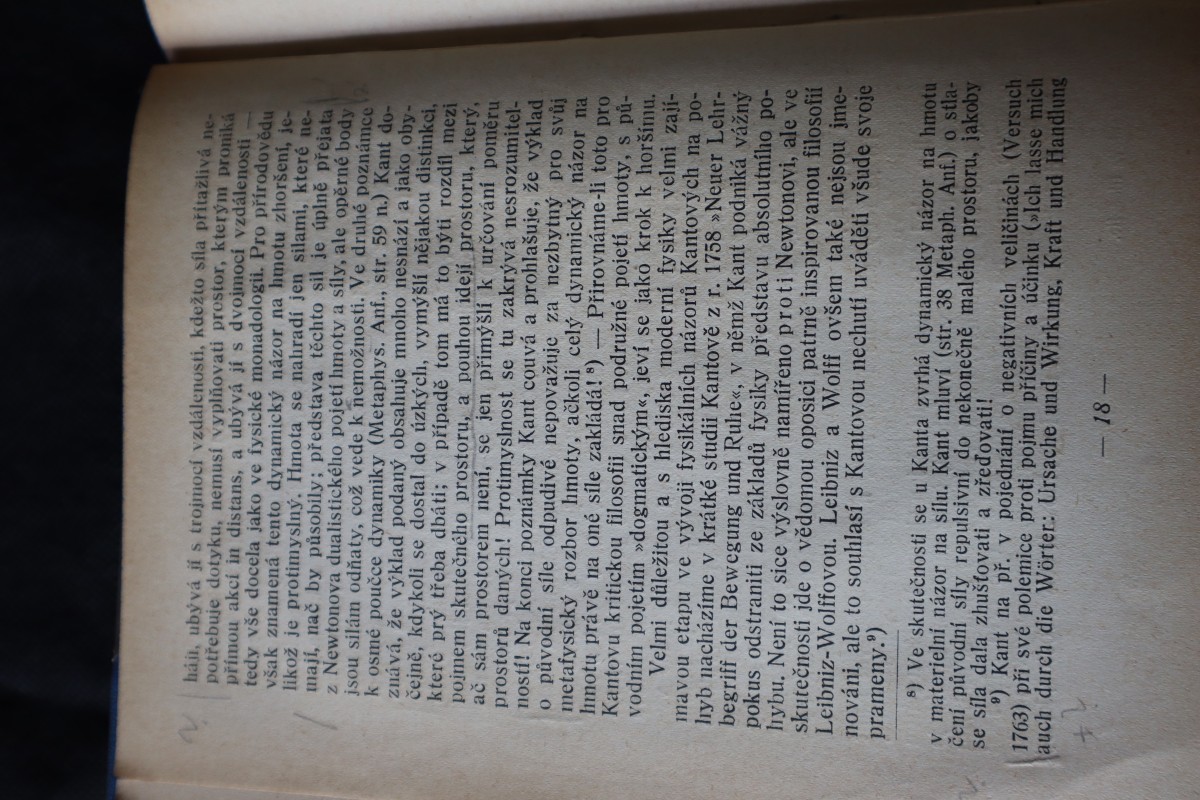 háli, ubývá jí s trojmocí vzdálenosti, kdežto síla přitažlivá ne-
potřebuje dotyku, nemusí vyplňovati prostor, kterým proniká
přímou akcí in distans, a ubývá jí s dvojmocí vzdálenosti —
tedy vše docela jako ve fysické monadologii. Pro přírodovědu
však znamená tento dynamický názor na hmotu zhoršení, je-
likož je protimyslný. Hmota se nahradí jen silami, které ne-
mají, nač by působily; představa těchto sil je úplně přejata
z Newtonova dualistického pojetí hmoty a síly, ale opěrné body
jsou silám odňaty, což vede k nemožnosti. Ve druhé poznámce
k osmé poučce dynamiky (Metaphys. Anf., str. 59 n.) Kant do-
znává, že výklad podaný obsahuje mnoho nesnází a jako oby-
čejně, kdykoli se dostal do úzkých, vymýšlí nějakou distinkci,
které prý třeba dbáti; v případě tom má to býti rozdíl mezi
pojmem skutečného prostoru, a pouhou idejí prostoru, který,
ač sám prostorem není, se jen přimýšlí k určování poměru
prostorů daných! Protimyslnost se tu zakrývá nesrozumitel-
ností! Na konci poznámky Kant couvá a prohlašuje, že výklad
o původní síle odpudivé nepovažuje za nezbytný pro svůj
metafysický rozbor hmoty, ačkoli celý dynamický názor na
hmotu právě na oné síle zakládá! ⁸) — Přirovnáme-li toto pro
Kantovu kritickou filosofii snad podružné pojetí hmoty, s pů-
vodním pojetím »dogmatickým«, jeví se jako krok k horšímu.
Velmi důležitou a s hlediska moderní fysiky velmi zají-
mavou etapu ve vývoji fysikálních názorů Kantových na po-
hyb nacházíme v krátké studii Kantově z r. 1758 »Neuer Lehr-
begriff der Bewegung und Ruhe«, v němž Kant podniká vážný
pokus odstraniti ze základů fysiky představu absolutního po-
hybu. Není to sice výslovně namířeno proti Newtonovi, ale ve
skutečnosti jde o vědomou oposici patrně inspirovanou filosofií
Leibniz-Wolffovou. Leibniz a Wolff ovšem také nejsou jme-
nováni, ale to souhlasí s Kantovou nechutí uváděti všude svoje
prameny.⁹)
⁸) Ve skutečnosti se u Kanta zvrhá dynamický názor na hmotu
v materielní názor na sílu. Kant mluví (str. 38 Metaph. Anf.) o stla-
čení původní síly repulsivní do nekonečně malého prostoru, jakoby
se síla dala zhušťovati a zřeďovati!
⁹) Kant na př. v pojednání o negativních veličinách (Versuch
1763) při své polemice proti pojmu příčiny a účinku (»Ich lasse mich
auch durch die Wörter: Ursache und Wirkung, Kraft und Handlung
— 18 —